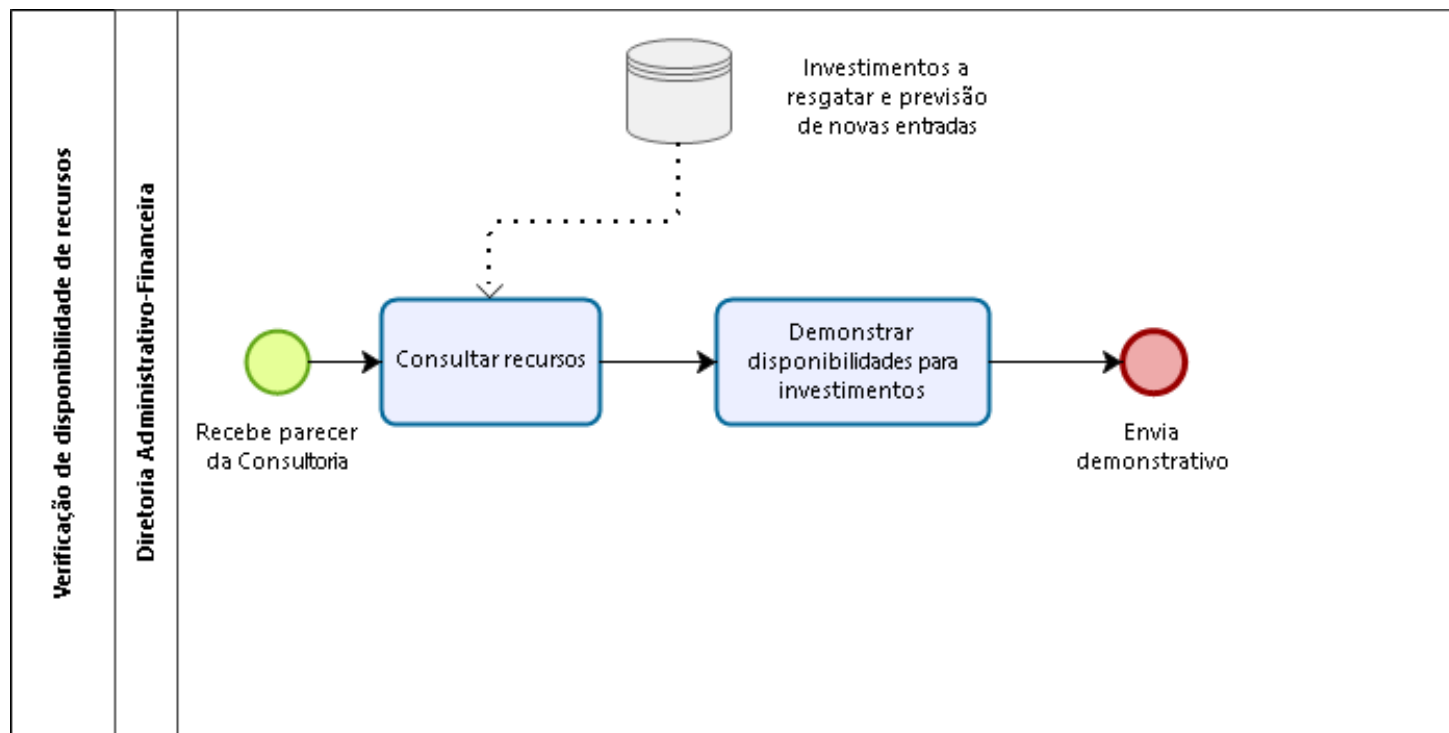 Verificação de disponibilidade de recursos
Diretoria Administrativo-Financeira
Investimentos a
resgatar e previsão
de novas entradas
Recebe parecer
da Consultoria
Consultar recursos
Demonstrar
disponibilidades para
investimentos
Envia
demonstrativo